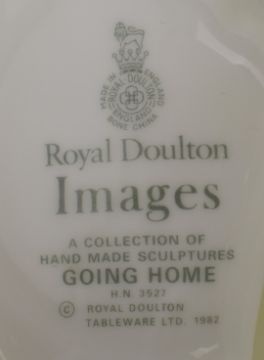 MADE IN ENGLAND
ROYAL DOULTON
ENGLAND
BONE CHINA
Royal Doulton
Images
A COLLECTION OF
HAND MADE SCULPTURES
GOING HOME
H.N. 3527
© ROYAL DOULTON
TABLEWARE LTD. 1982